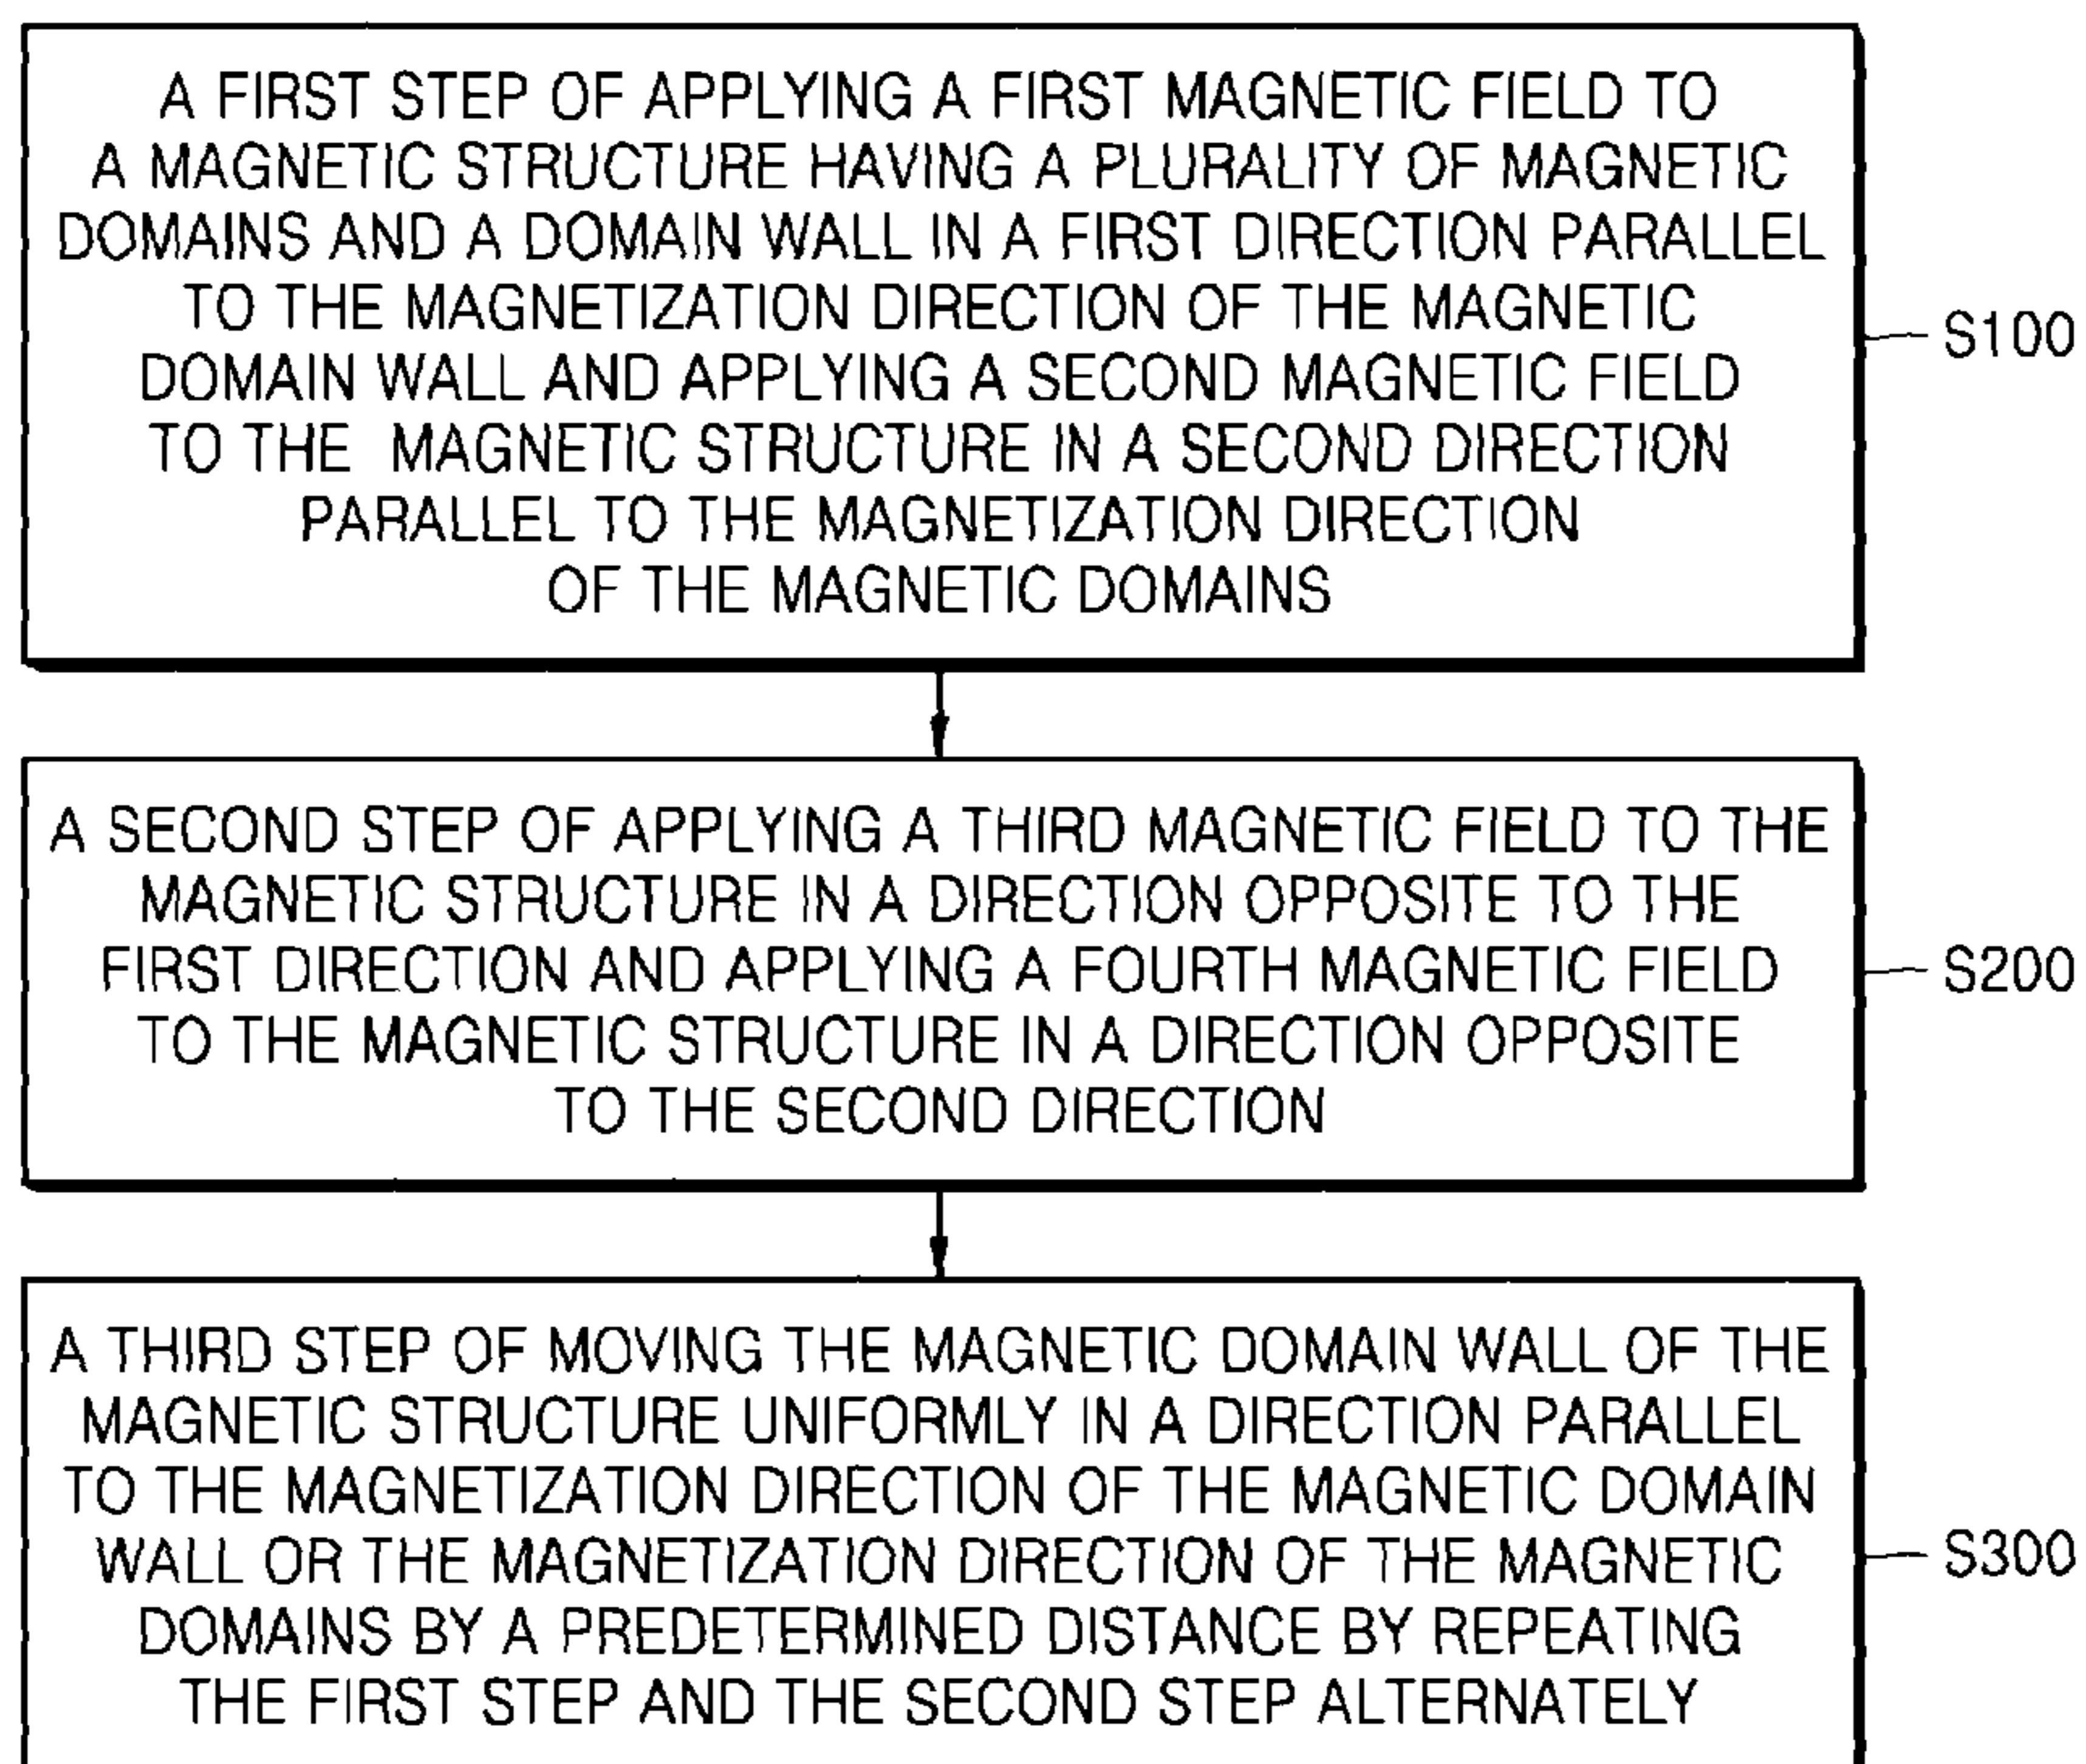 A FIRST STEP OF APPLYING A FIRST MAGNETIC FIELD TO
A MAGNETIC STRUCTURE HAVING A PLURALITY OF MAGNETIC
DOMAINS AND A DOMAIN WALL IN A FIRST DIRECTION PARALLEL
TO THE MAGNETIZATION DIRECTION OF THE MAGNETIC
DOMAIN WALL AND APPLYING A SECOND MAGNETIC FIELD
TO THE MAGNETIC STRUCTURE IN A SECOND DIRECTION
PARALLEL TO THE MAGNETIZATION DIRECTION
OF THE MAGNETIC DOMAINS
S100
A SECOND STEP OF APPLYING A THIRD MAGNETIC FIELD TO THE
MAGNETIC STRUCTURE IN A DIRECTION OPPOSITE TO THE
FIRST DIRECTION AND APPLYING A FOURTH MAGNETIC FIELD
TO THE MAGNETIC STRUCTURE IN A DIRECTION OPPOSITE
TO THE SECOND DIRECTION
S200
A THIRD STEP OF MOVING THE MAGNETIC DOMAIN WALL OF THE
MAGNETIC STRUCTURE UNIFORMLY IN A DIRECTION PARALLEL
TO THE MAGNETIZATION DIRECTION OF THE MAGNETIC DOMAIN
WALL OR THE MAGNETIZATION DIRECTION OF THE MAGNETIC
DOMAINS BY A PREDETERMINED DISTANCE BY REPEATING
THE FIRST STEP AND THE SECOND STEP ALTERNATELY
S300